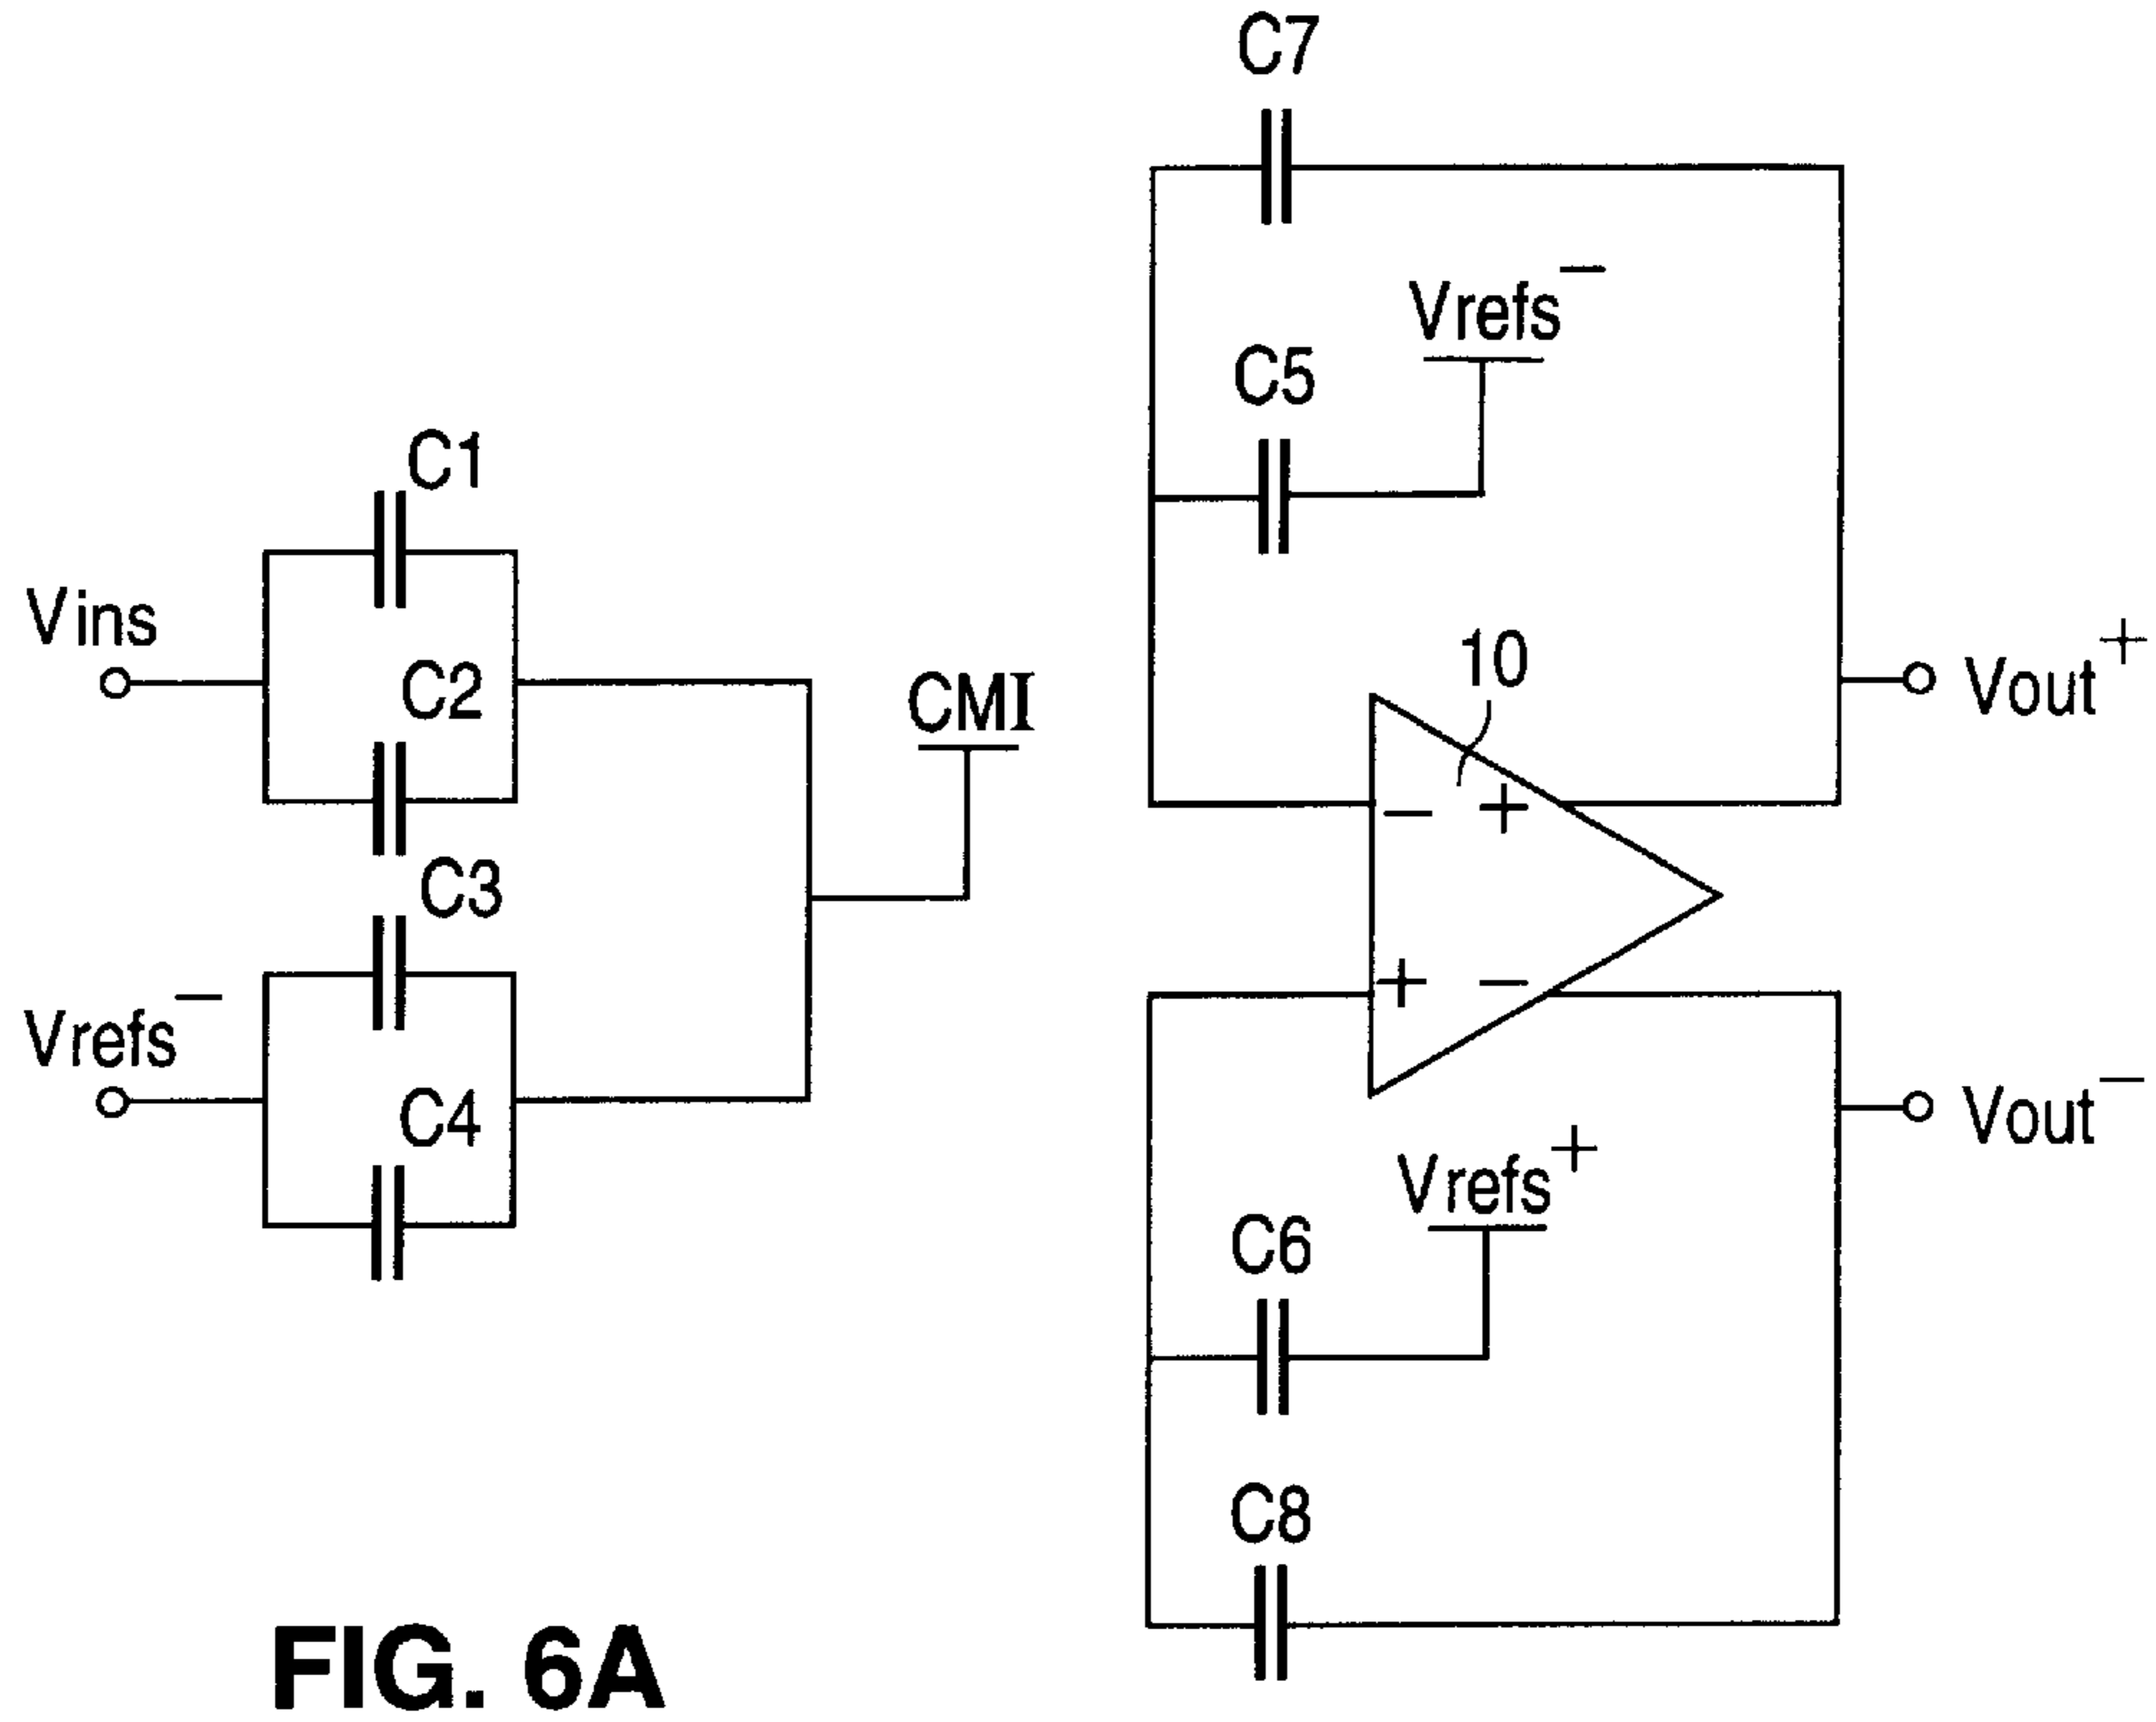 C7
Vrefs−
C5
C1
Vins
10
C2
CMI
Vout+
− +
C3
Vrefs−
+ −
C4
Vout−
Vrefs+
C6
C8
FIG. 6A